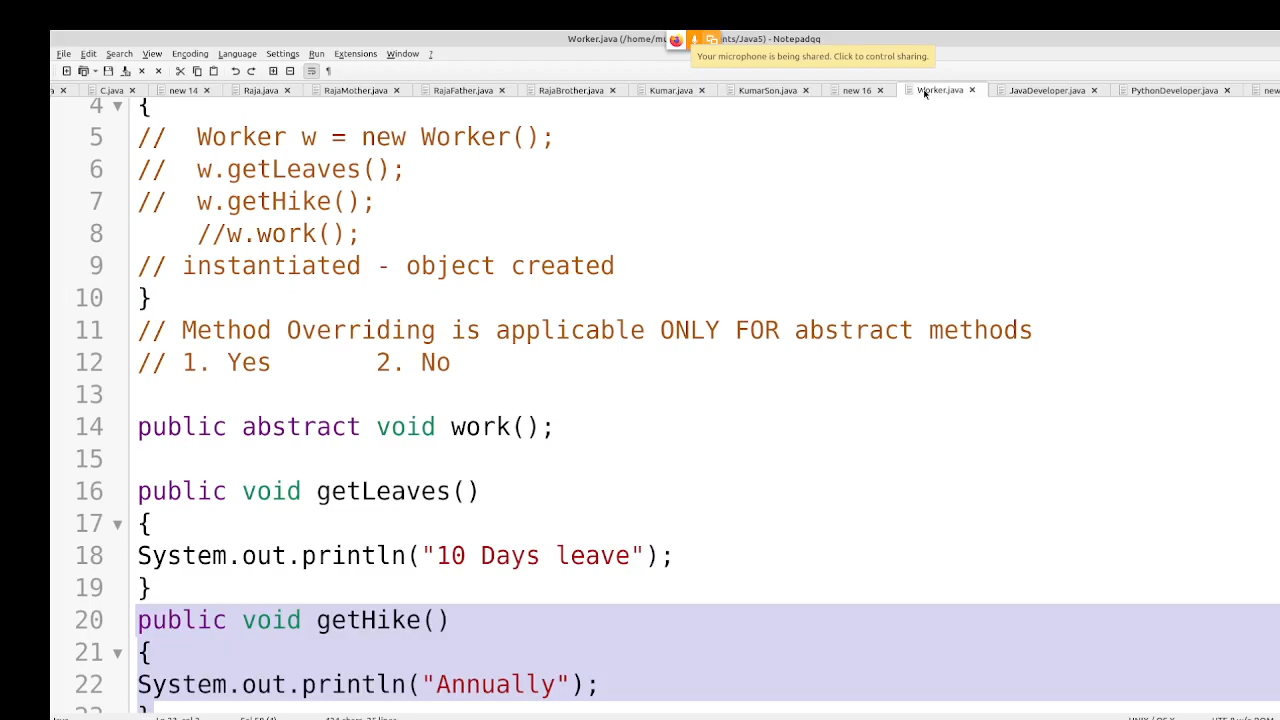 Worker.java (/home/mu nts/Java5) - Notepadqq
Your microphone is being shared. Click to control sharing.
File Edit Search View Encoding Language Settings Run Extensions Window ?
a C.java new 14 Raja.java RajaMother.java RajaFather.java RajaBrother.java Kumar.java KumarSon.java new 16 Worker.java JavaDeveloper.java PythonDeveloper.java new
4 {
5 // Worker w = new Worker();
6 // w.getLeaves();
7 // w.getHike();
8 //w.work();
9 // instantiated - object created
10 }
11 // Method Overriding is applicable ONLY FOR abstract methods
12 // 1. Yes 2. No
13
14 public abstract void work();
15
16 public void getLeaves()
17 {
18 System.out.println("10 Days leave");
19 }
20 public void getHike()
21 {
22 System.out.println("Annually");